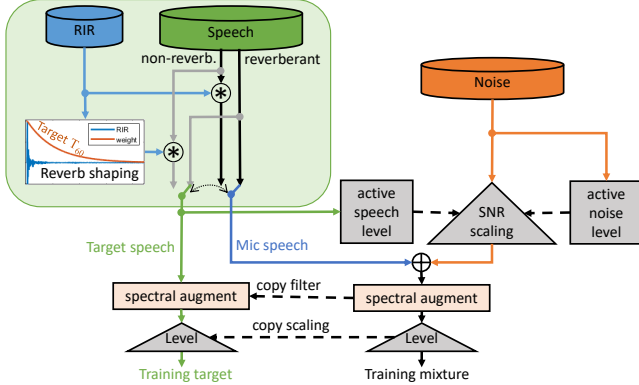 RIR
Speech
non-reverb.
reverberant
*
*
Noise
Target T60
RIR
weight
Reverb shaping
active
speech
level
SNR
scaling
active
noise
level
Target speech
Mic speech
spectral augment
copy filter
spectral augment
Level
copy scaling
Level
Training target
Training mixture